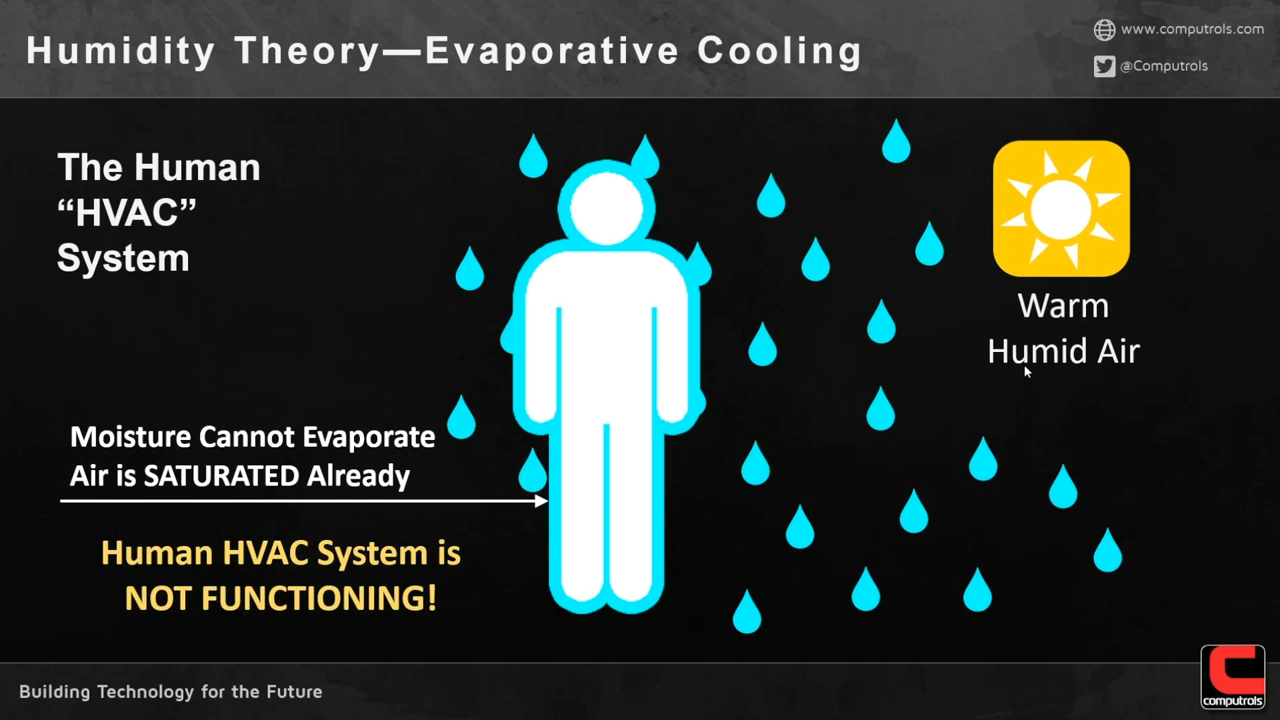 Humidity Theory—Evaporative Cooling
www.computrols.com
@Computrols
The Human
“HVAC”
System
Warm
Humid Air
Moisture Cannot Evaporate
Air is SATURATED Already
Human HVAC System is
NOT FUNCTIONING!
Building Technology for the Future
computrols